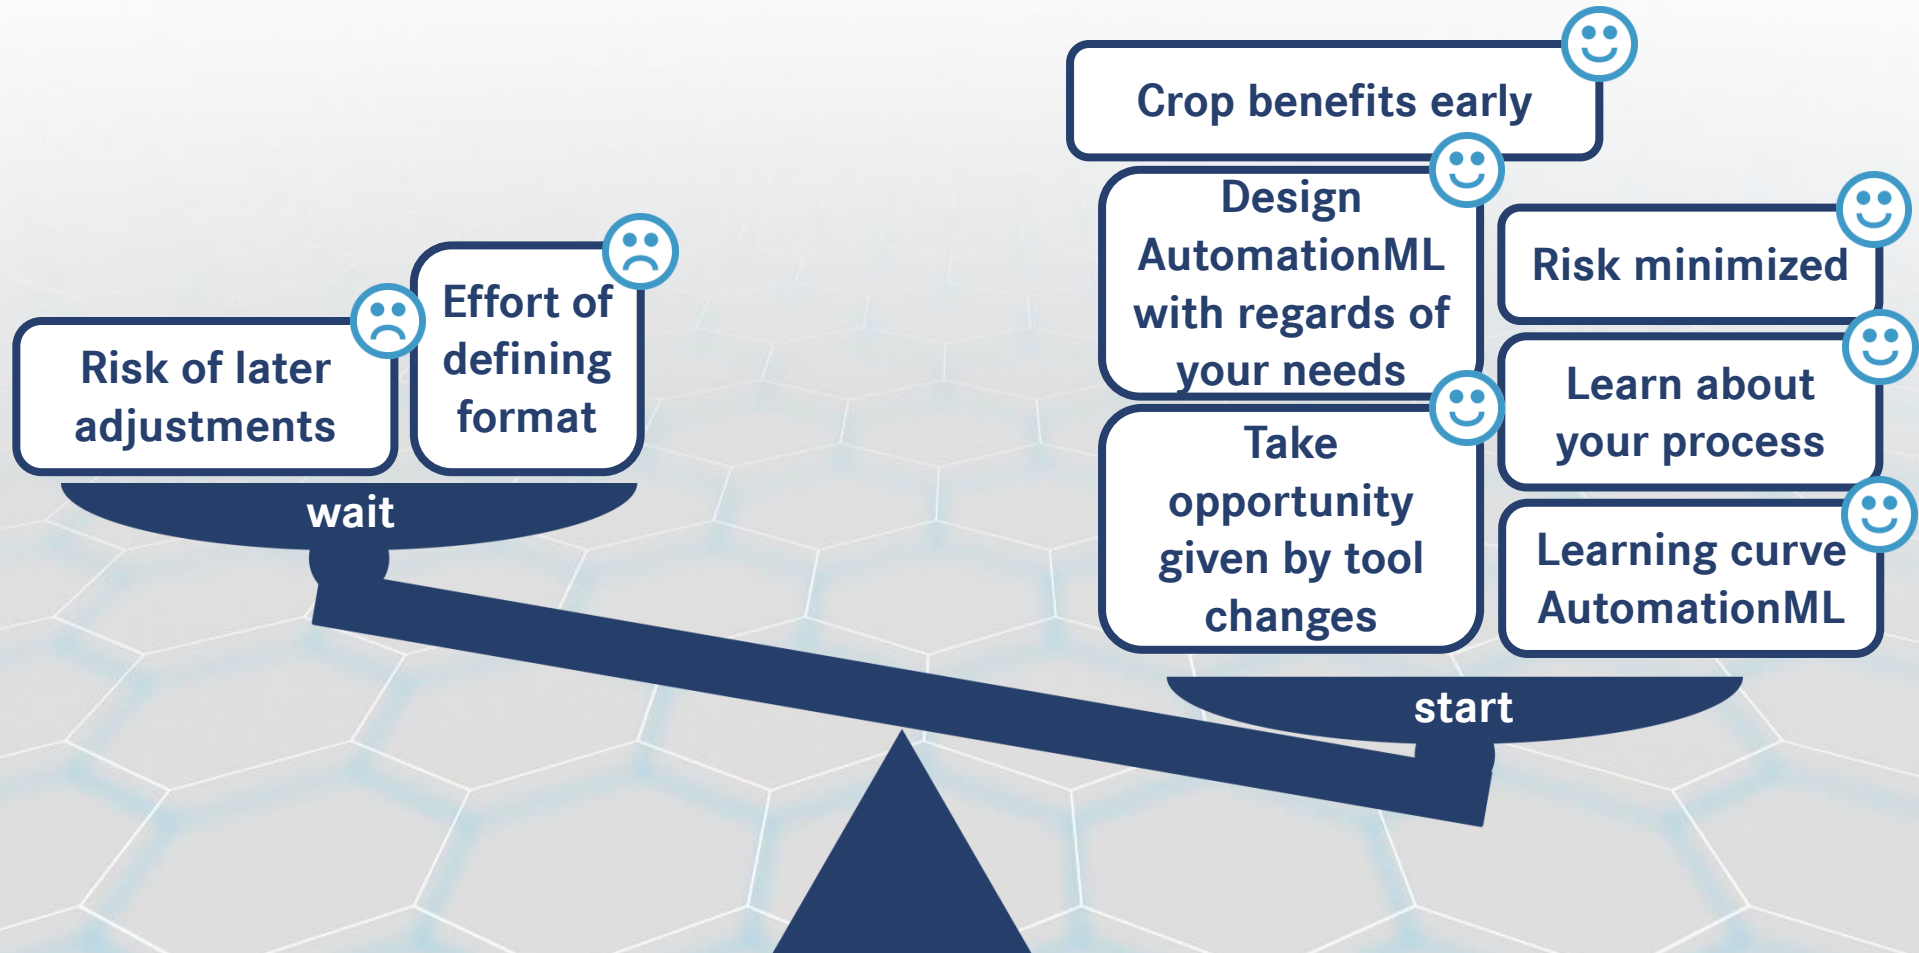 Risk of later
adjustments
Effort of
defining
format
wait
Crop benefits early
Design
AutomationML
with regards of
your needs
Take
opportunity
given by tool
changes
Risk minimized
Learn about
your process
Learning curve
AutomationML
start